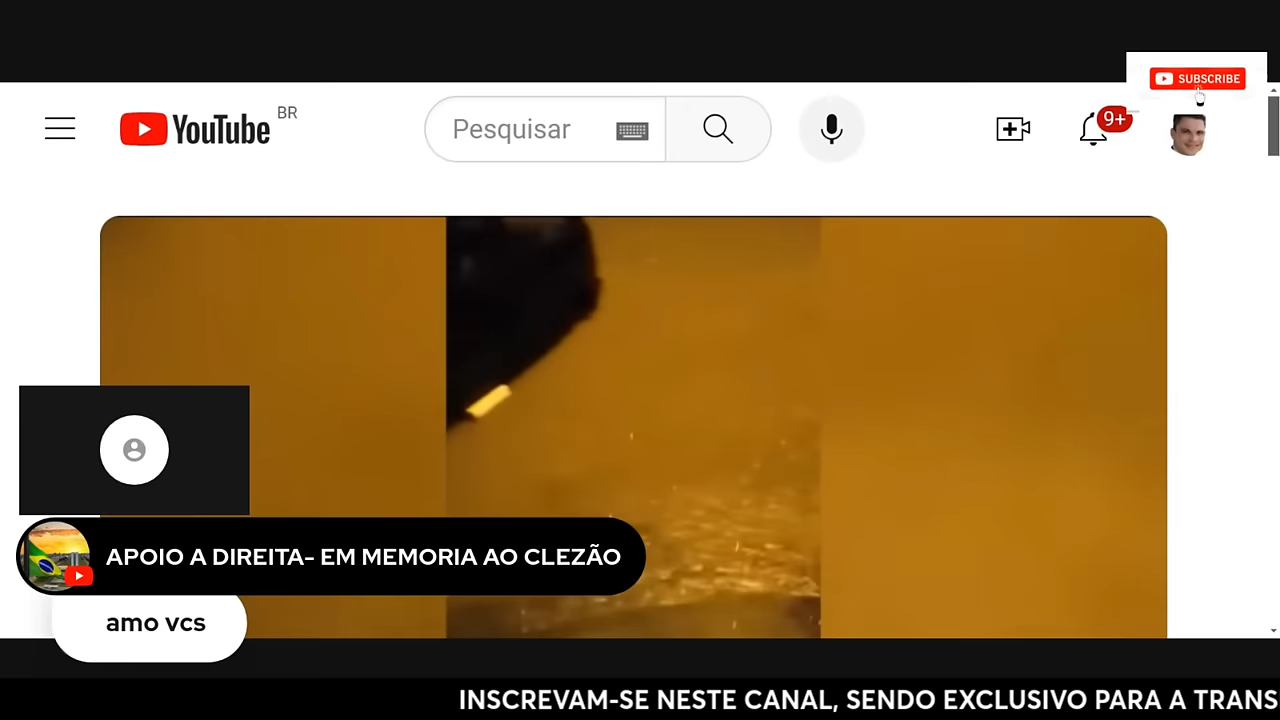 SUBSCRIBE
YouTube BR
Pesquisar
9+
APOIO A DIREITA- EM MEMORIA AO CLEZÃO
amo vcs
INSCREVAM-SE NESTE CANAL, SENDO EXCLUSIVO PARA A TRANS